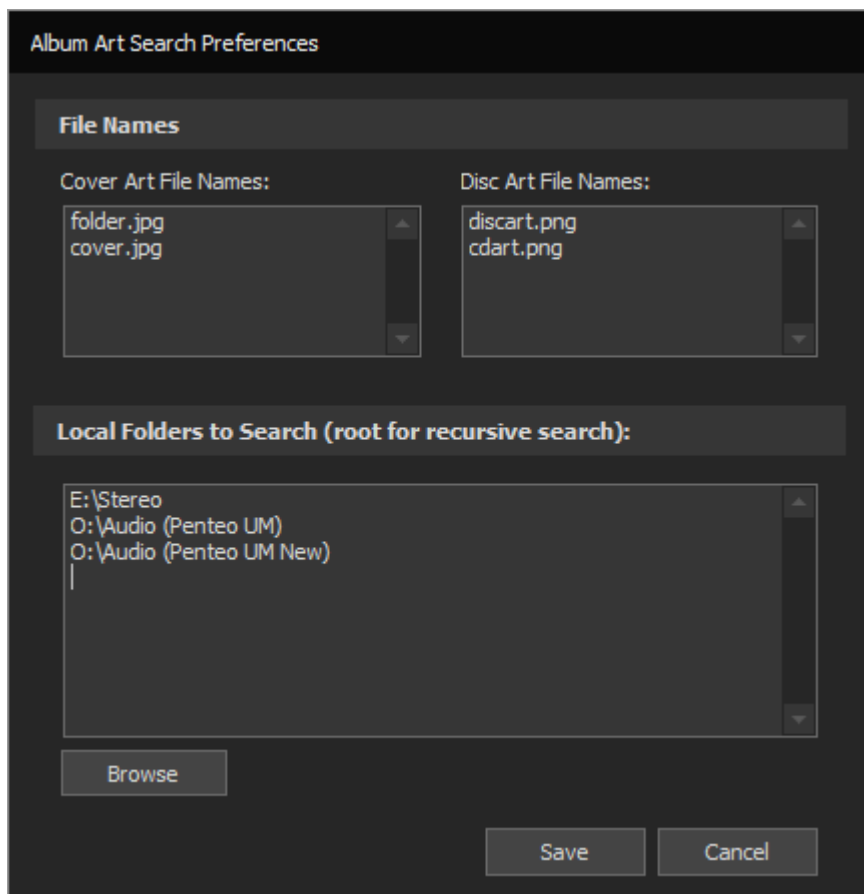 Album Art Search Preferences
File Names
Cover Art File Names:
folder.jpg
cover.jpg
Disc Art File Names:
discart.png
cdart.png
Local Folders to Search (root for recursive search):
E:\Stereo
O:\Audio (Penteo UM)
O:\Audio (Penteo UM New)
Browse
Save
Cancel